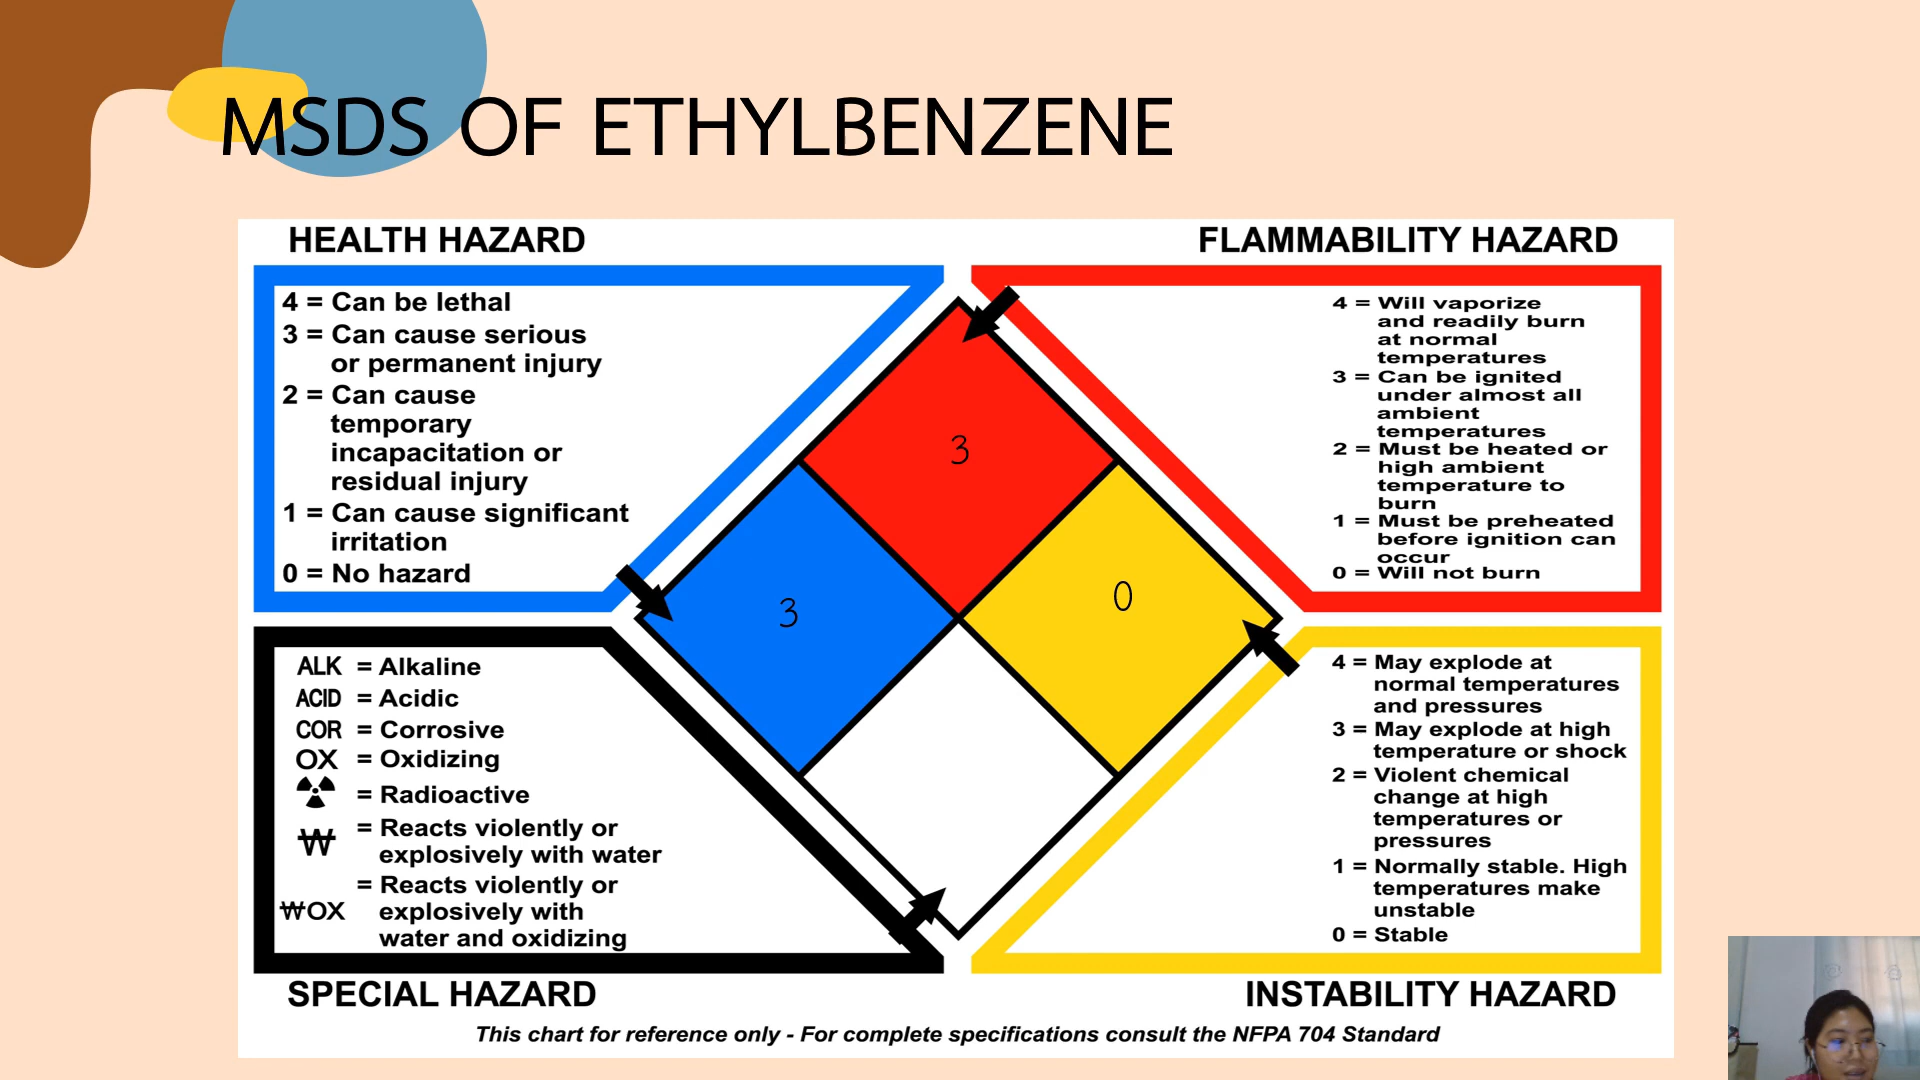 MSDS OF ETHYLBENZENE
HEALTH HAZARD
4 = Can be lethal
3 = Can cause serious
or permanent injury
2 = Can cause
temporary
incapacitation or
residual injury
1 = Can cause significant
irritation
0 = No hazard
FLAMMABILITY HAZARD
4 = Will vaporize
and readily burn
at normal
temperatures
3 = Can be ignited
under almost all
ambient
temperatures
2 = Must be heated or
high ambient
temperature to
burn
1 = Must be preheated
before ignition can
occur
0 = Will not burn
3
3
0
ALK = Alkaline
ACID = Acidic
COR = Corrosive
OX = Oxidizing
= Radioactive
W = Reacts violently or
explosively with water
= Reacts violently or
WOX explosively with
water and oxidizing
SPECIAL HAZARD
4 = May explode at
normal temperatures
and pressures
3 = May explode at high
temperature or shock
2 = Violent chemical
change at high
temperatures or
pressures
1 = Normally stable. High
temperatures make
unstable
0 = Stable
INSTABILITY HAZARD
This chart for reference only - For complete specifications consult the NFPA 704 Standard